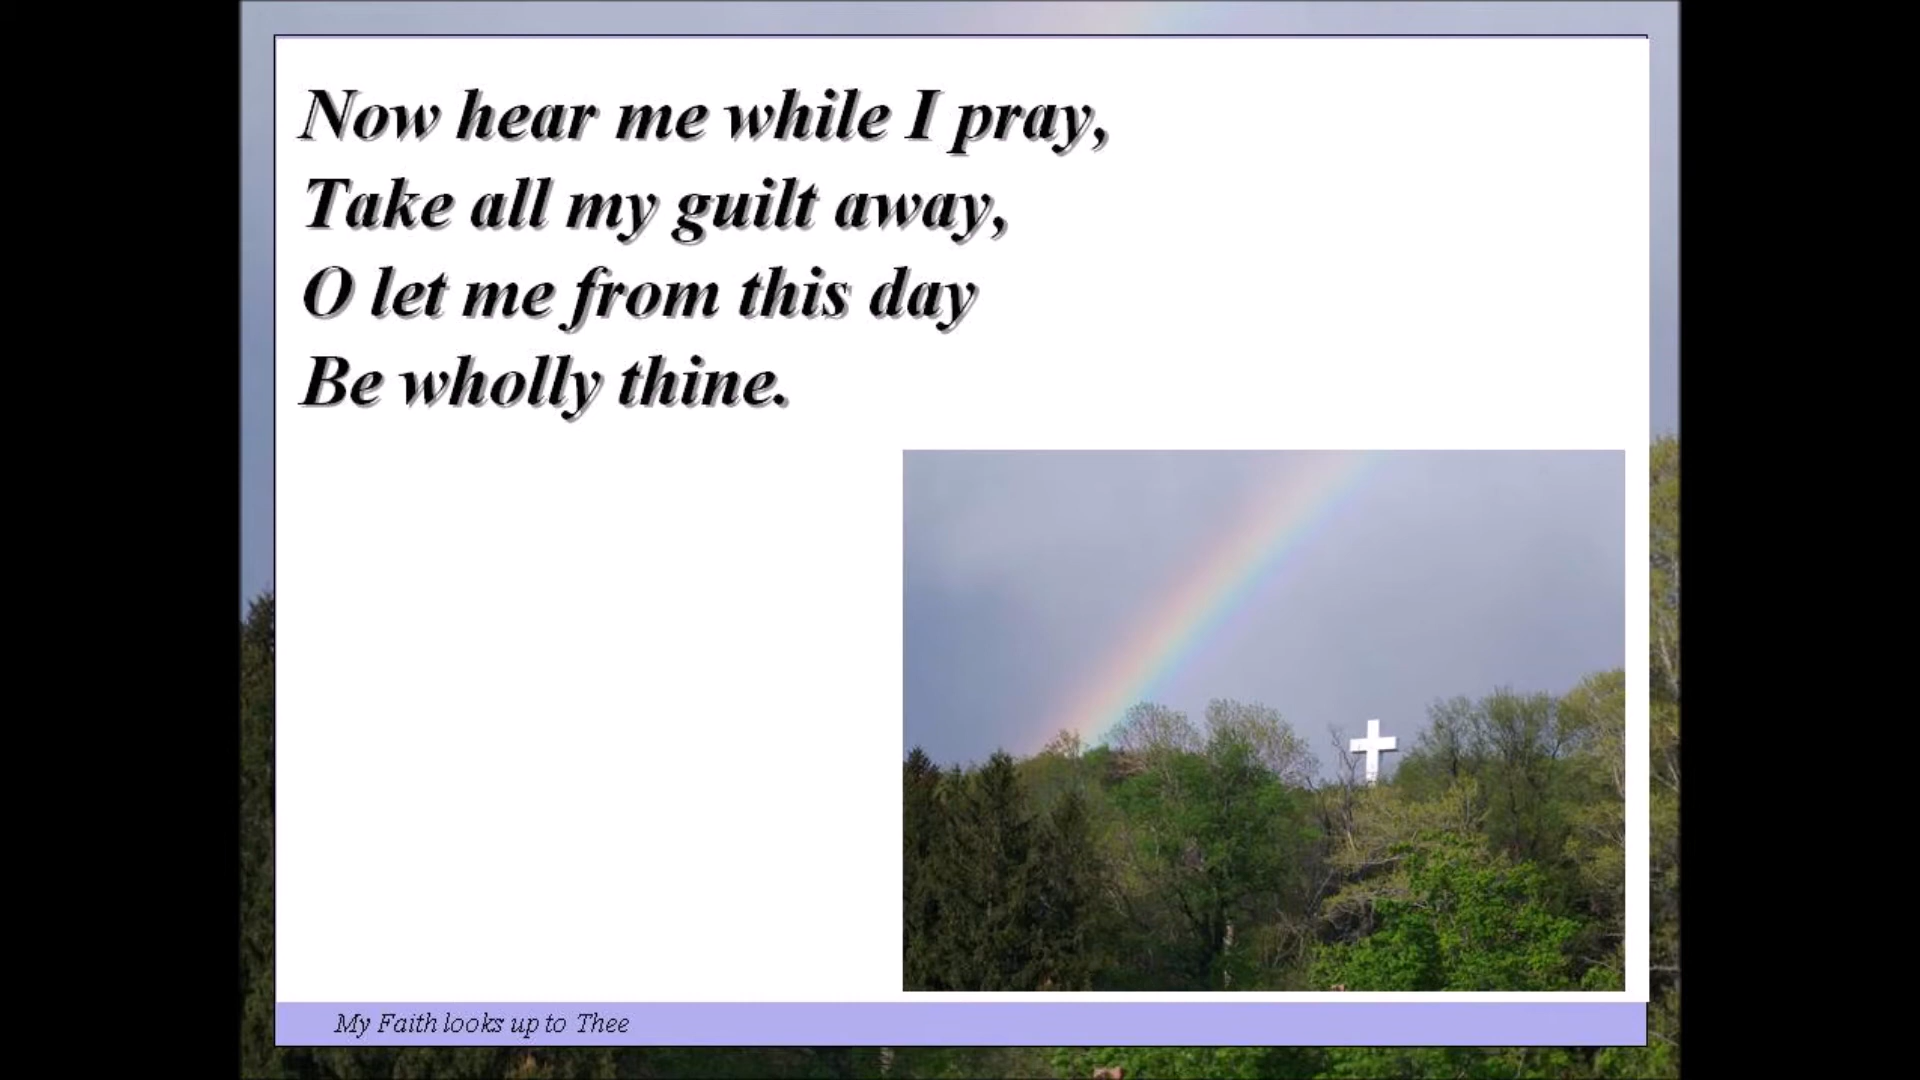 Now hear me while I pray,
Take all my guilt away,
O let me from this day
Be wholly thine.
My Faith looks up to Thee